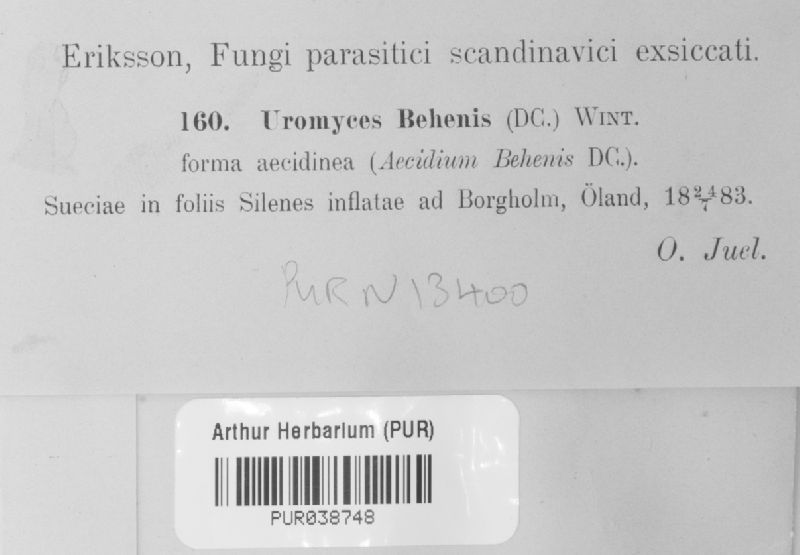 Eriksson, Fungi parasitici scandinavici exsiccati.
160. Uromyces Behenis (DC.) WINT.
forma aecidinea (Aecidium Behenis DC.).
Sueciae in foliis Silenes inflatae ad Borgholm, Öland, 18 24/7 83.
O. Juel.
PUR N 13400
Arthur Herbarium (PUR)
PUR038748